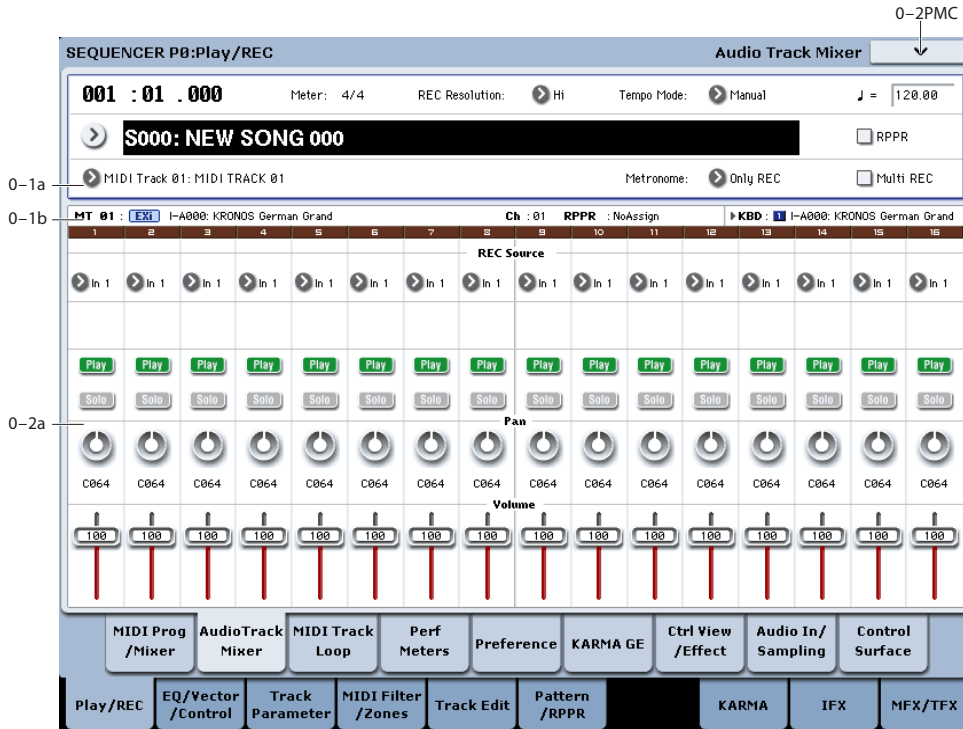 0–2PMC
SEQUENCER P0:Play/REC Audio Track Mixer
001 :01 .000 Meter: 4/4 REC Resolution: Hi Tempo Mode: Manual ♩ = 120.00
S000: NEW SONG 000 RPPR
0–1a MIDI Track 01: MIDI TRACK 01 Metronome: Only REC Multi REC
0–1b MT 01 : EXi I-A000: KRONOS German Grand Ch :01 RPPR : NoAssign KBD : 1 I-A000: KRONOS German Grand
1 2 3 4 5 6 7 8 9 10 11 12 13 14 15 16
REC Source
In 1 In 1 In 1 In 1 In 1 In 1 In 1 In 1 In 1 In 1 In 1 In 1 In 1 In 1 In 1 In 1
Play Play Play Play Play Play Play Play Play Play Play Play Play Play Play Play
Solo Solo Solo Solo Solo Solo Solo Solo Solo Solo Solo Solo Solo Solo Solo Solo
0–2a Pan
C064 C064 C064 C064 C064 C064 C064 C064 C064 C064 C064 C064 C064 C064 C064 C064
Volume
100 100 100 100 100 100 100 100 100 100 100 100 100 100 100 100
MIDI Prog AudioTrack MIDI Track Perf Preference KARMA GE Ctrl View Audio In/ Control
/Mixer Mixer Loop Meters /Effect Sampling Surface
Play/REC EQ/Vector Track MIDI Filter Track Edit Pattern KARMA IFX MFX/TFX
/Control Parameter /Zones /RPPR